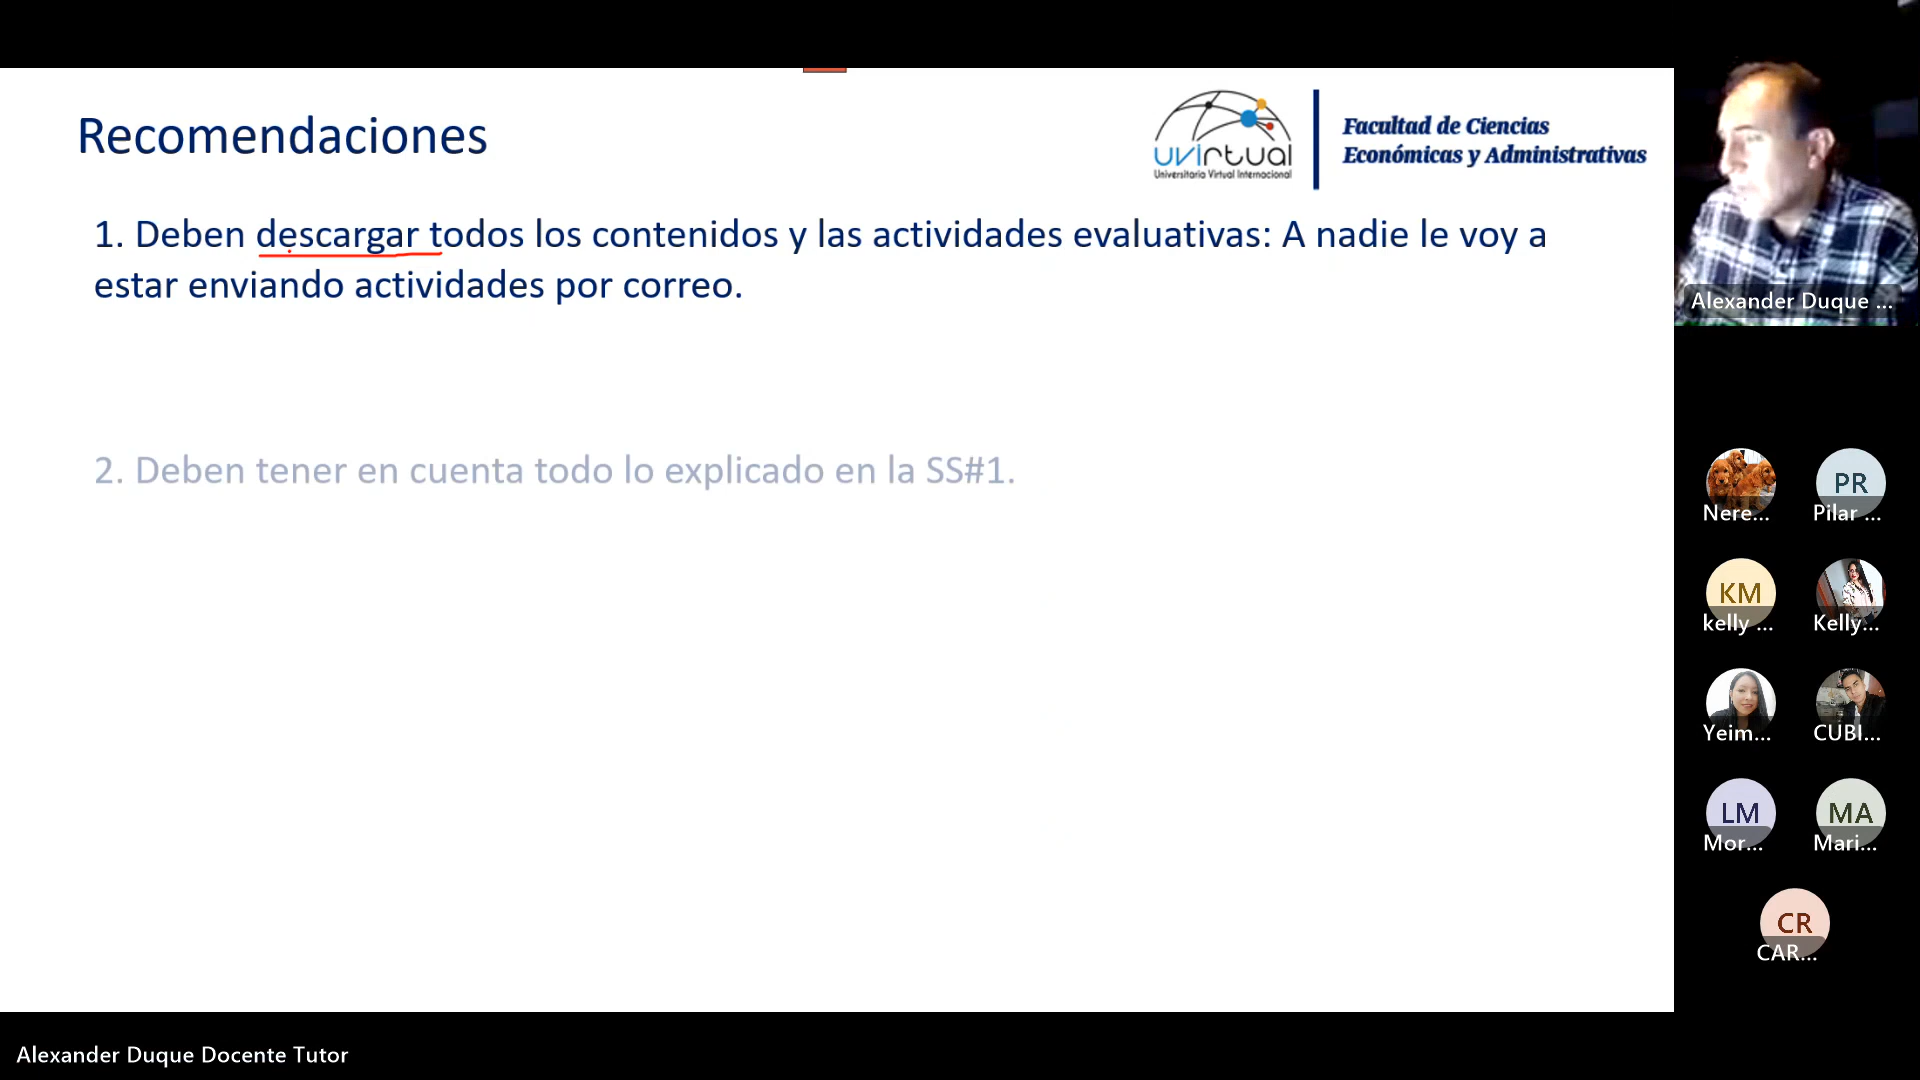 Recomendaciones
uvirtual
Universitaria Virtual Internacional
Facultad de Ciencias
Económicas y Administrativas
1. Deben descargar todos los contenidos y las actividades evaluativas: A nadie le voy a
estar enviando actividades por correo.
2. Deben tener en cuenta todo lo explicado en la SS#1.
Alexander Duque ...
PR
Nere...
Pilar ...
KM
kelly ...
Kelly...
Yeim...
CUBI...
LM
MA
Mor...
Mari...
CR
CAR...
Alexander Duque Docente Tutor